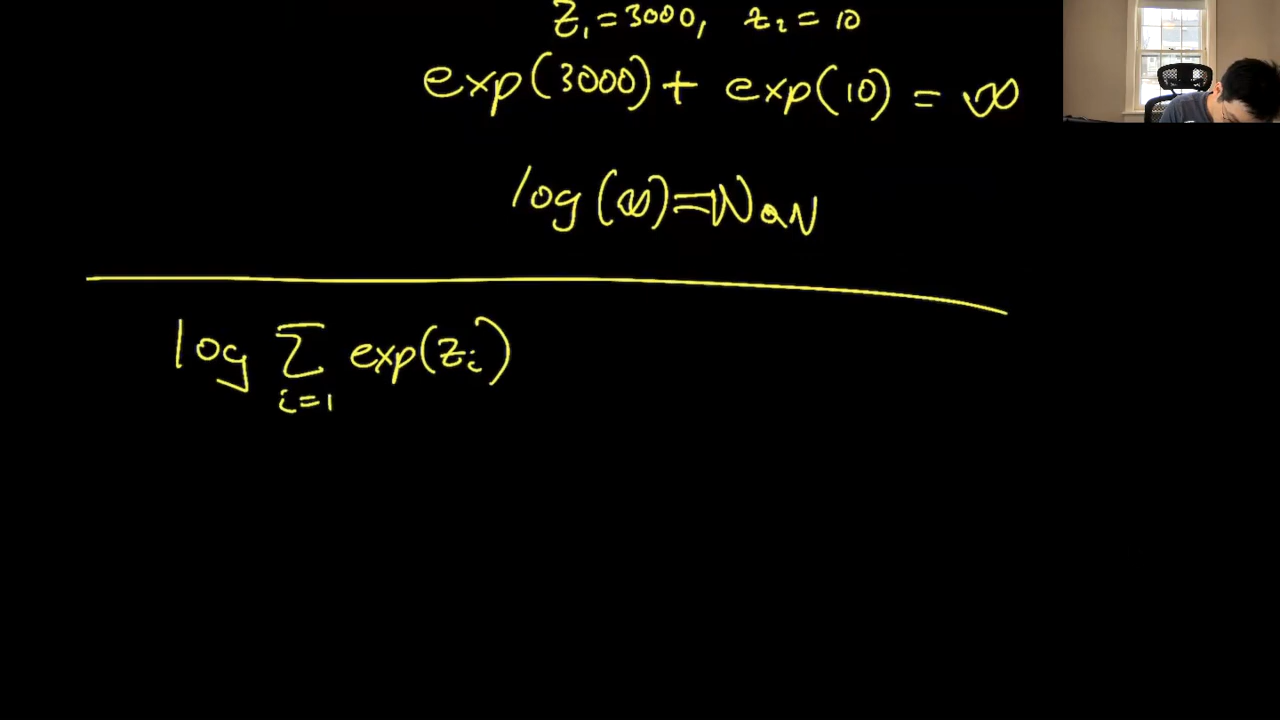 z₁ = 3000, z₂ = 10
exp(3000) + exp(10) = ∞
log(∞) = NaN
log ∑ exp(zᵢ)
i=1